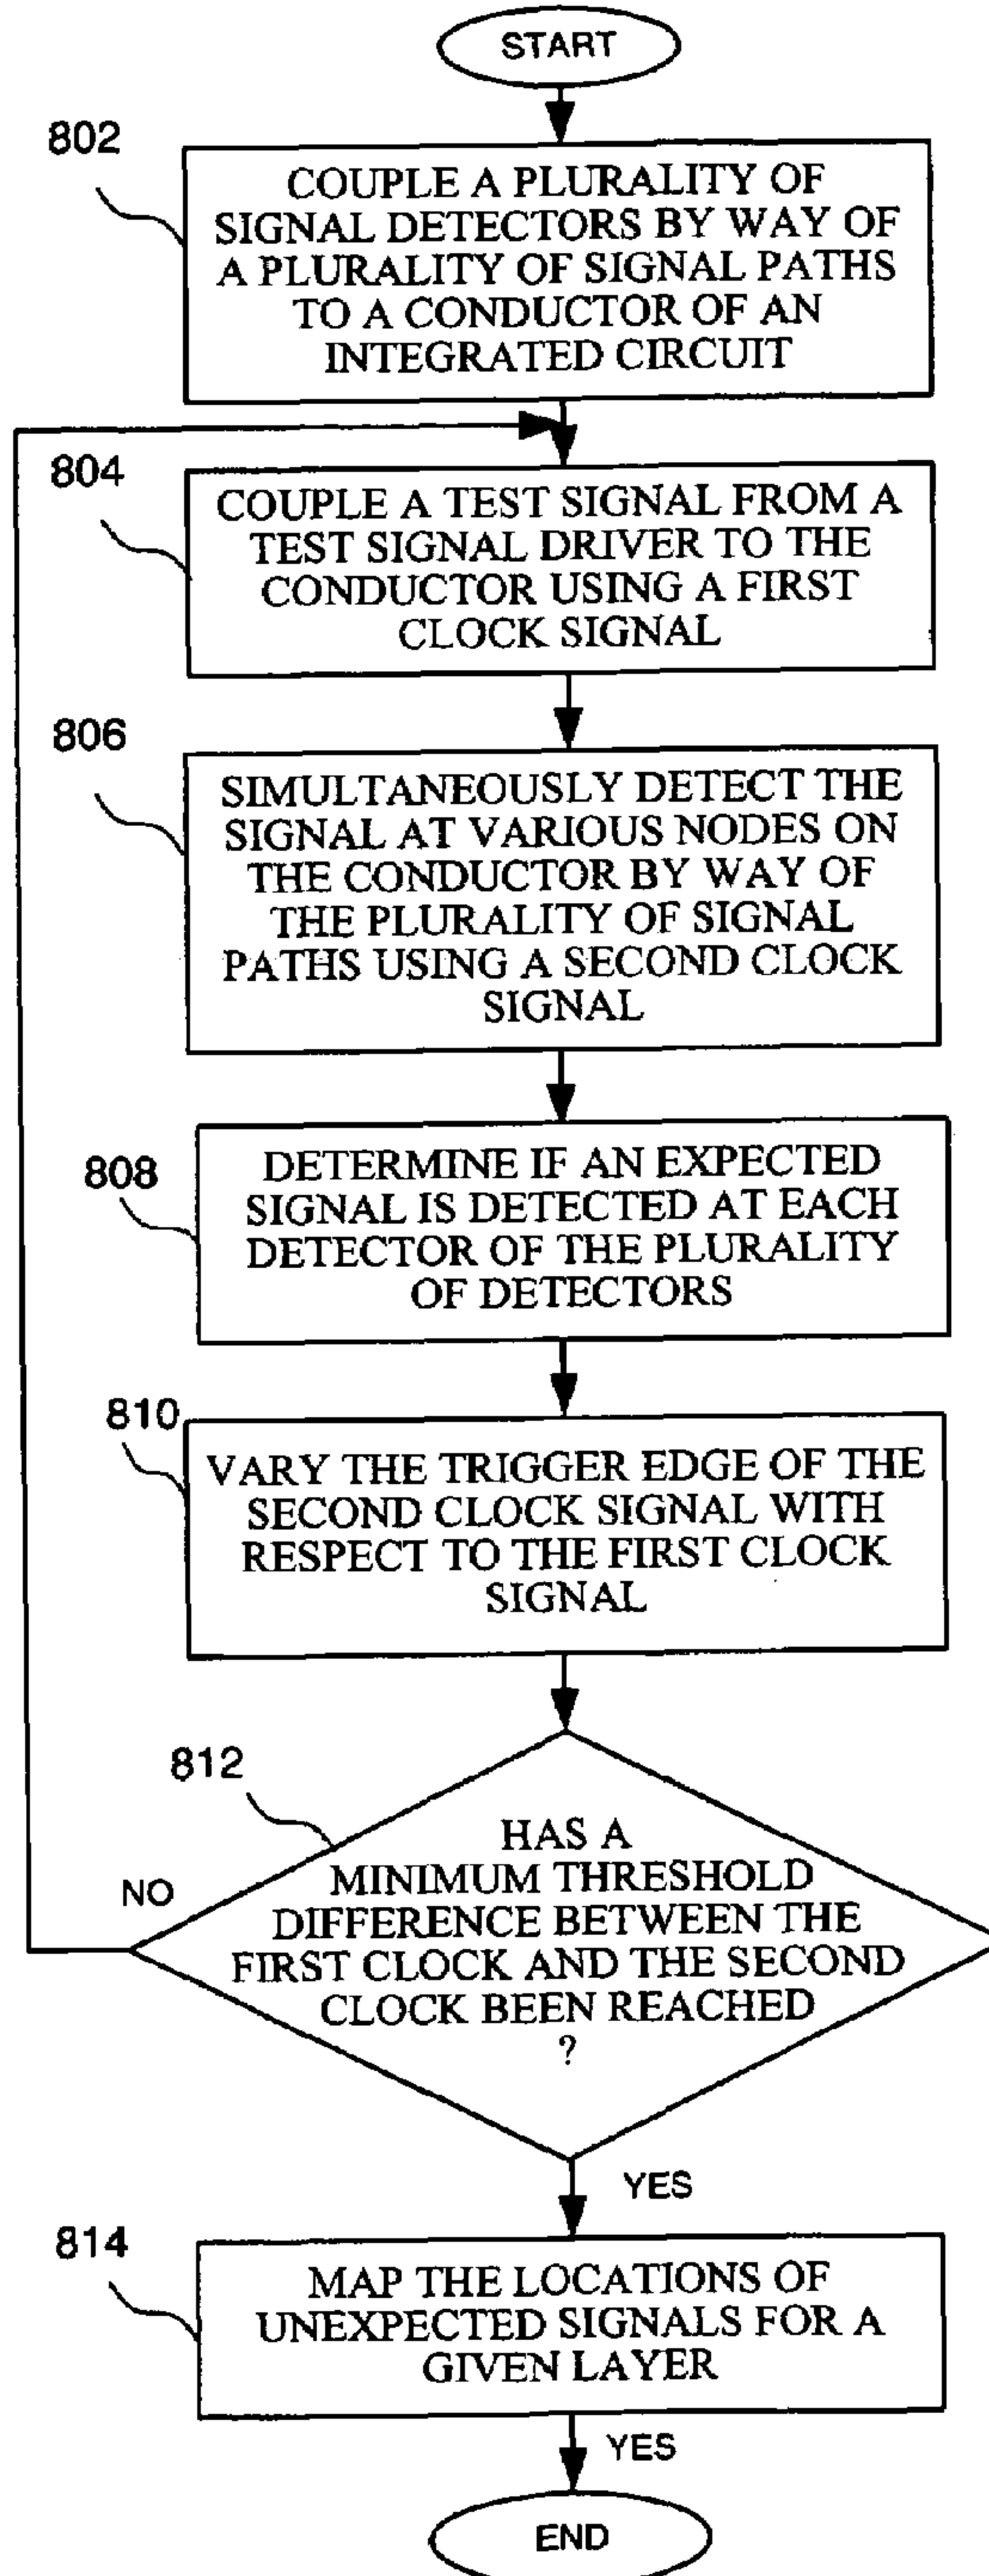 START
802
COUPLE A PLURALITY OF
SIGNAL DETECTORS BY WAY OF
A PLURALITY OF SIGNAL PATHS
TO A CONDUCTOR OF AN
INTEGRATED CIRCUIT
804
COUPLE A TEST SIGNAL FROM A
TEST SIGNAL DRIVER TO THE
CONDUCTOR USING A FIRST
CLOCK SIGNAL
806
SIMULTANEOUSLY DETECT THE
SIGNAL AT VARIOUS NODES ON
THE CONDUCTOR BY WAY OF
THE PLURALITY OF SIGNAL
PATHS USING A SECOND CLOCK
SIGNAL
808
DETERMINE IF AN EXPECTED
SIGNAL IS DETECTED AT EACH
DETECTOR OF THE PLURALITY
OF DETECTORS
810
VARY THE TRIGGER EDGE OF THE
SECOND CLOCK SIGNAL WITH
RESPECT TO THE FIRST CLOCK
SIGNAL
812
HAS A
MINIMUM THRESHOLD
DIFFERENCE BETWEEN THE
FIRST CLOCK AND THE SECOND
CLOCK BEEN REACHED
?
NO
YES
814
MAP THE LOCATIONS OF
UNEXPECTED SIGNALS FOR A
GIVEN LAYER
YES
END